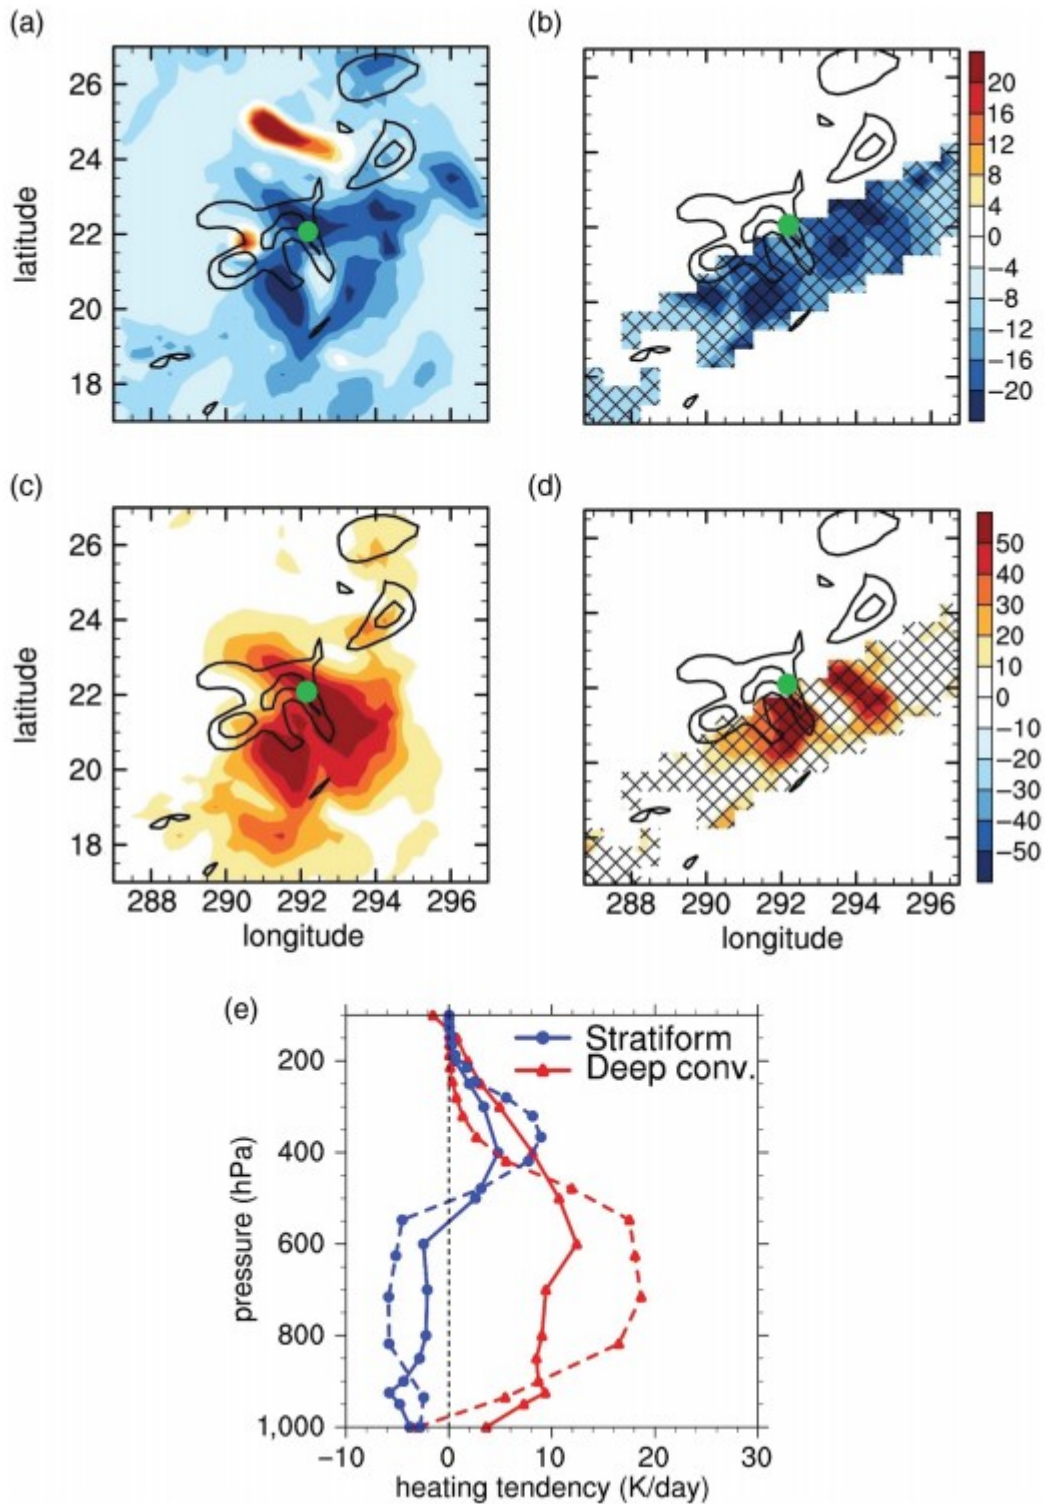 (a)
(b)
26
24
22
20
18
latitude
20
16
12
8
4
0
−4
−8
−12
−16
−20
(c)
(d)
26
24
22
20
18
latitude
50
40
30
20
10
0
−10
−20
−30
−40
−50
288 290 292 294 296
288 290 292 294 296
longitude
longitude
(e)
Stratiform
Deep conv.
200
400
600
800
1,000
pressure (hPa)
−10 0 10 20 30
heating tendency (K/day)